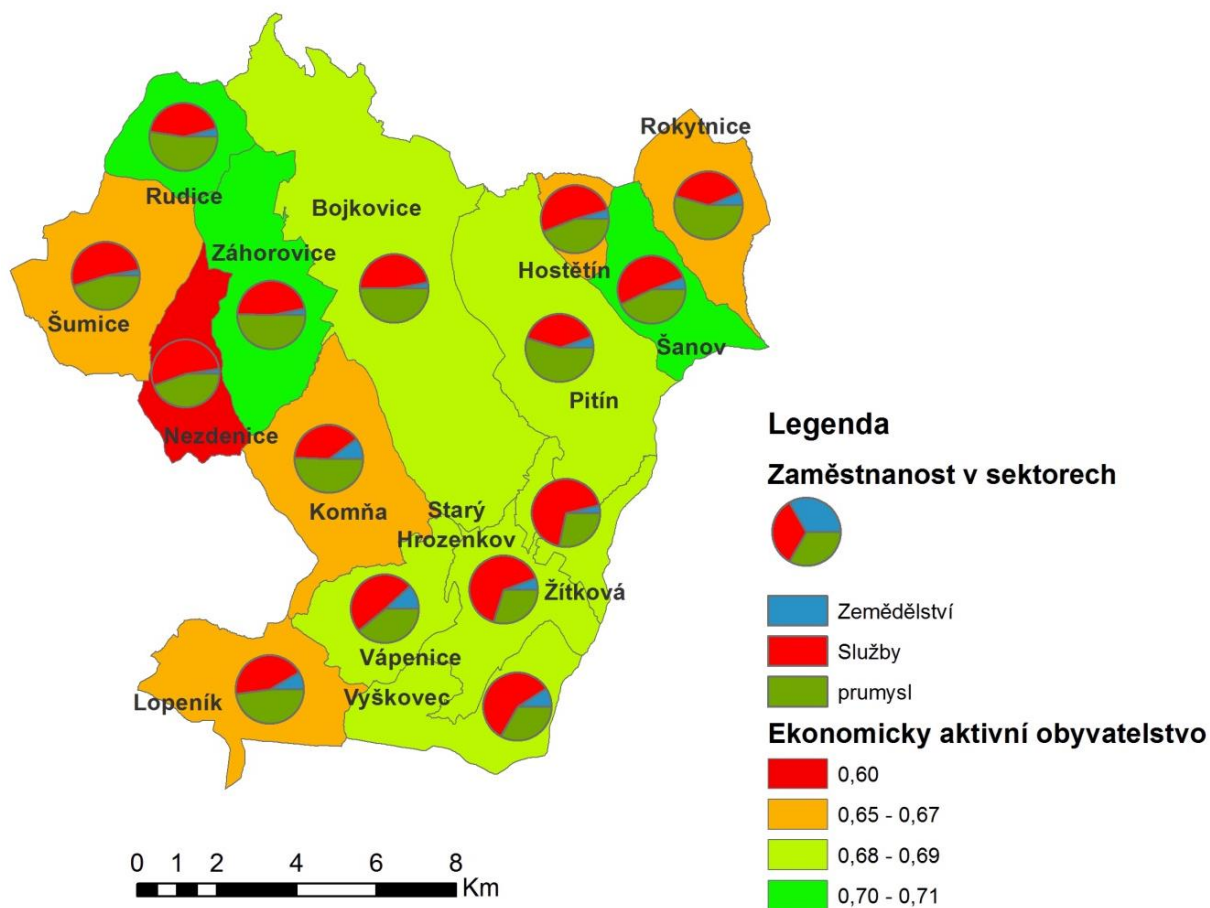 Rokytnice
Rudice
Bojkovice
Záhorovice
Hostětín
Šumice
Šanov
Pitín
Nezdenice
Komňa
Starý
Hrozenkov
Žítková
Vápenice
Vyškovec
Lopeník
0 1 2 4 6 8
Km
Legenda
Zaměstnanost v sektorech
Zemědělství
Služby
prumysl
Ekonomicky aktivní obyvatelstvo
0,60
0,65 - 0,67
0,68 - 0,69
0,70 - 0,71